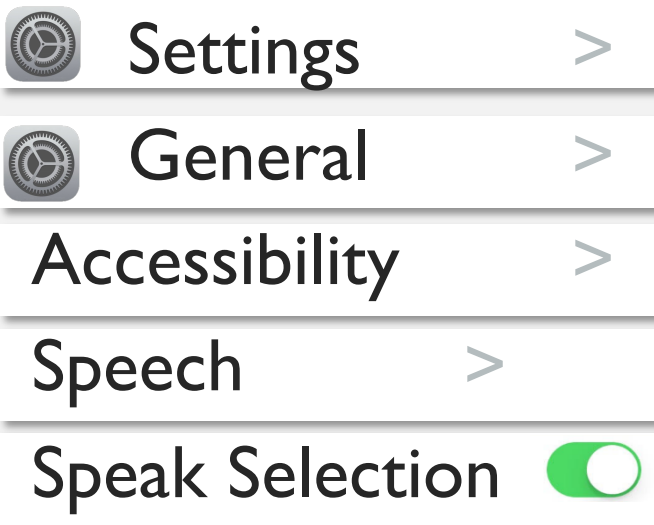 Settings >
General >
Accessibility >
Speech >
Speak Selection